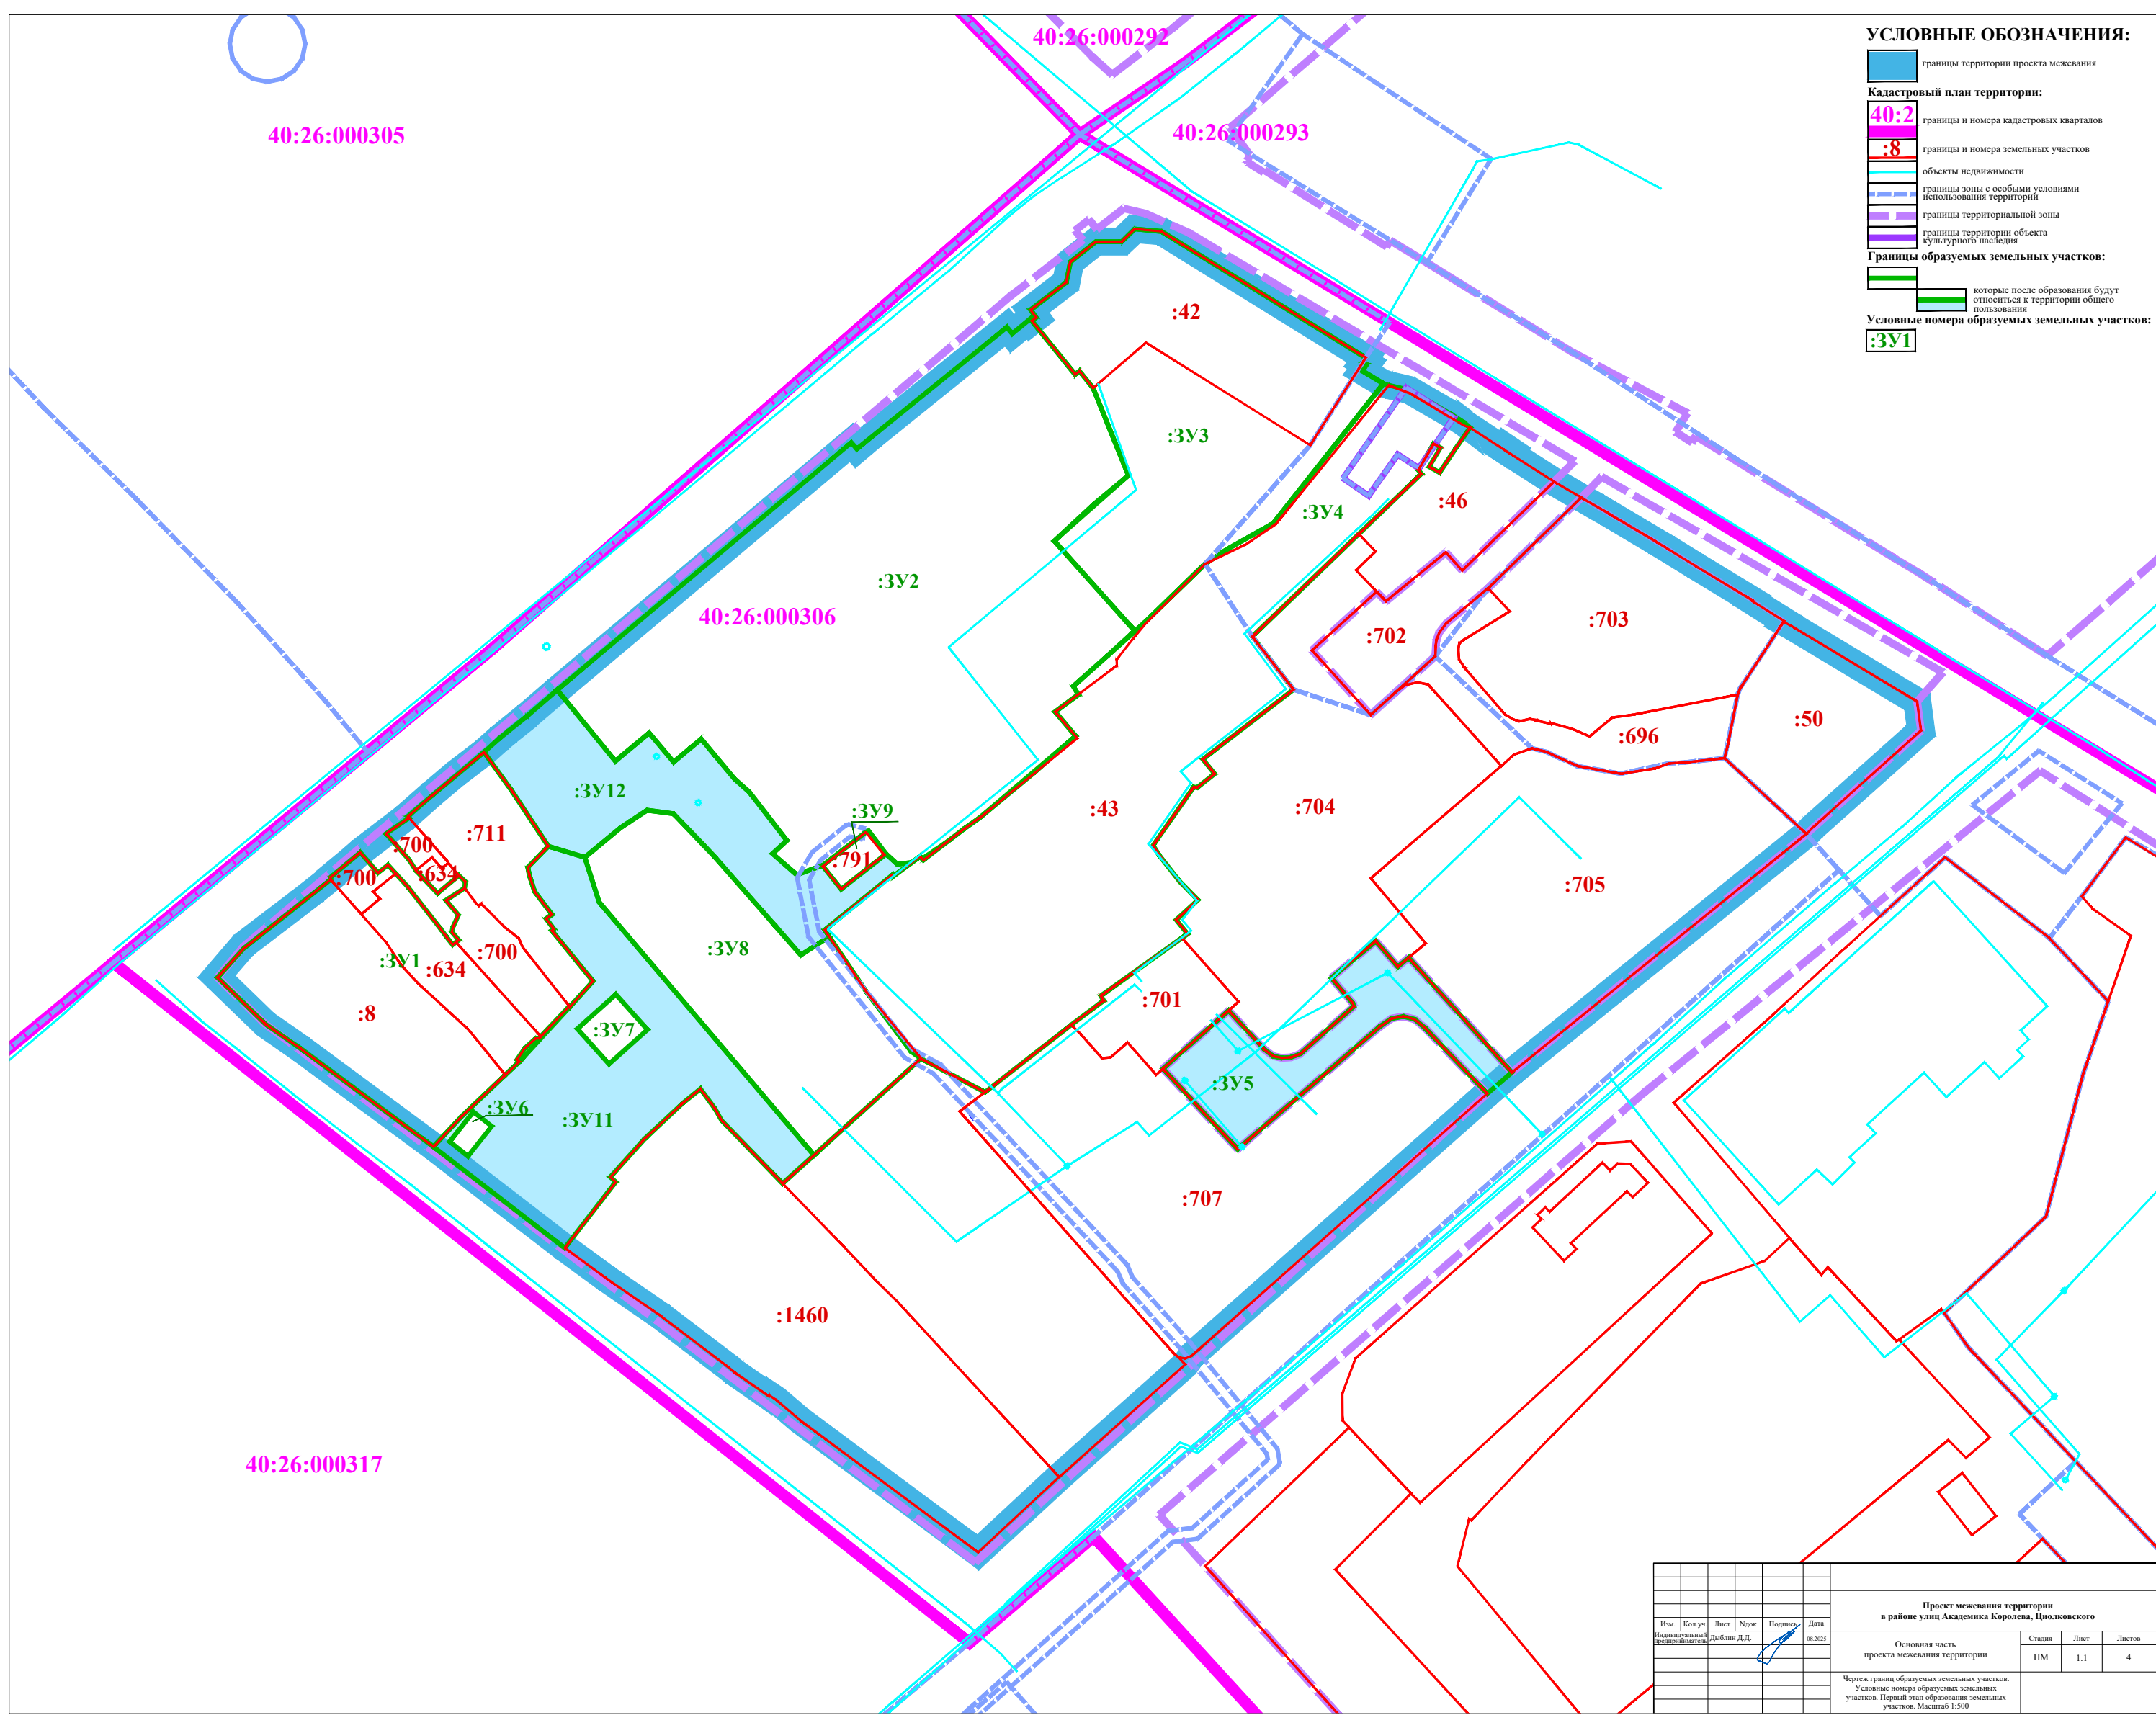 40:26:000292
40:26:000305
40:26:000293
УСЛОВНЫЕ ОБОЗНАЧЕНИЯ:
границы территории проекта межевания
Кадастровый план территории:
40:2
границы и номера кадастровых кварталов
:8
границы и номера земельных участков
объекты недвижимости
границы зоны с особыми условиями
использования территории
границы территориальной зоны
границы территории объекта
культурного наследия
Границы образуемых земельных участков:
которые после образования будут
относиться к территории общего
пользования
Условные номера образуемых земельных участков:
:ЗУ1
:42
:ЗУ3
:ЗУ4
:46
:ЗУ2
40:26:000306
:702
:703
:50
:696
:ЗУ12
:43
:704
:ЗУ9
:711
:700
:791
:634
:700
:705
:ЗУ8
:700
:ЗУ1
:634
:701
:8
:ЗУ7
:ЗУ5
:ЗУ6
:ЗУ11
:707
:1460
40:26:000317
Проект межевания территории
в районе улиц Академика Королева, Циолковского
Изм. Кол.уч. Лист Nдок Подпись Дата
Индивидуальный
предприниматель
Дыблин Д.Д.
08.2025
Основная часть
проекта межевания территории
Стадия Лист Листов
ПМ 1.1 4
Чертеж границ образуемых земельных участков.
Условные номера образуемых земельных
участков. Первый этап образования земельных
участков. Масштаб 1:500